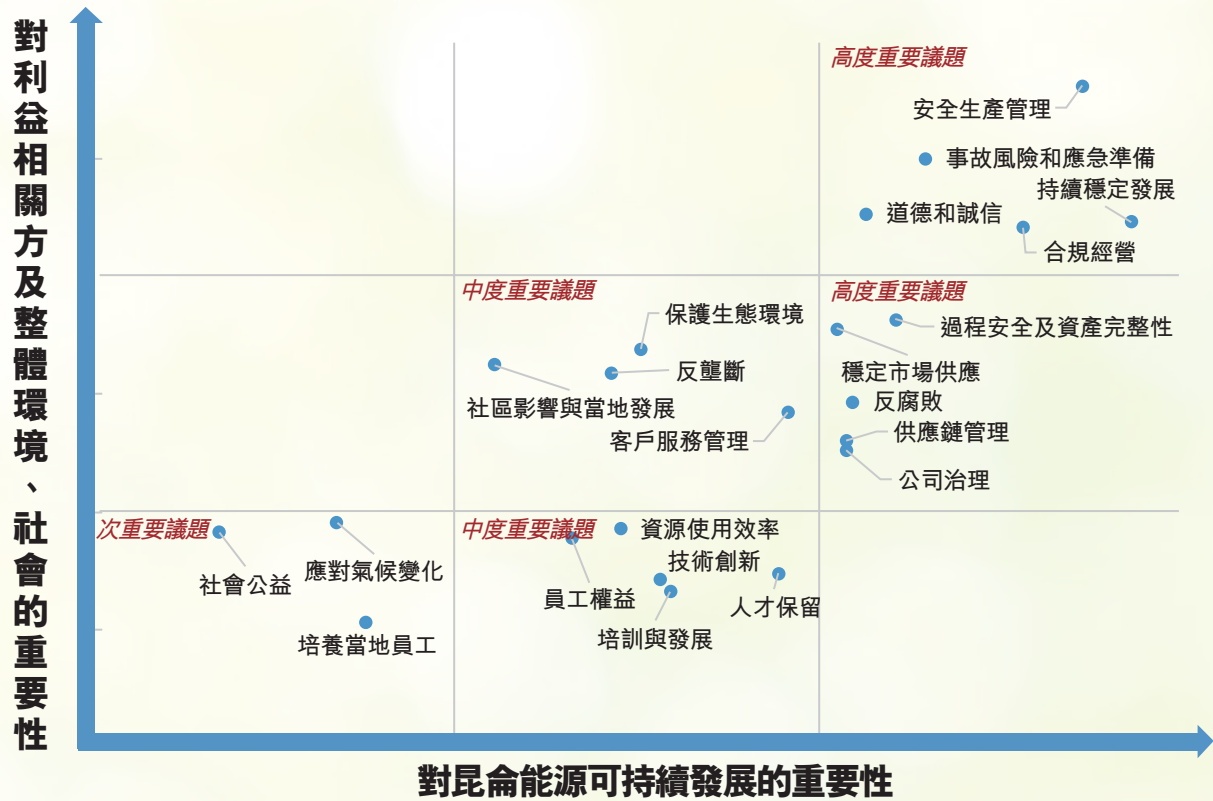 對利益相關方及整體環境、社會的重要性
高度重要議題
安全生產管理
事故風險和應急準備
持續穩定發展
道德和誠信
合規經營
中度重要議題
保護生態環境
反壟斷
社區影響與當地發展
客戶服務管理
高度重要議題
過程安全及資產完整性
穩定市場供應
反腐敗
供應鏈管理
公司治理
次重要議題
社會公益
應對氣候變化
培養當地員工
中度重要議題
資源使用效率
技術創新
員工權益
人才保留
培訓與發展
對昆侖能源可持續發展的重要性